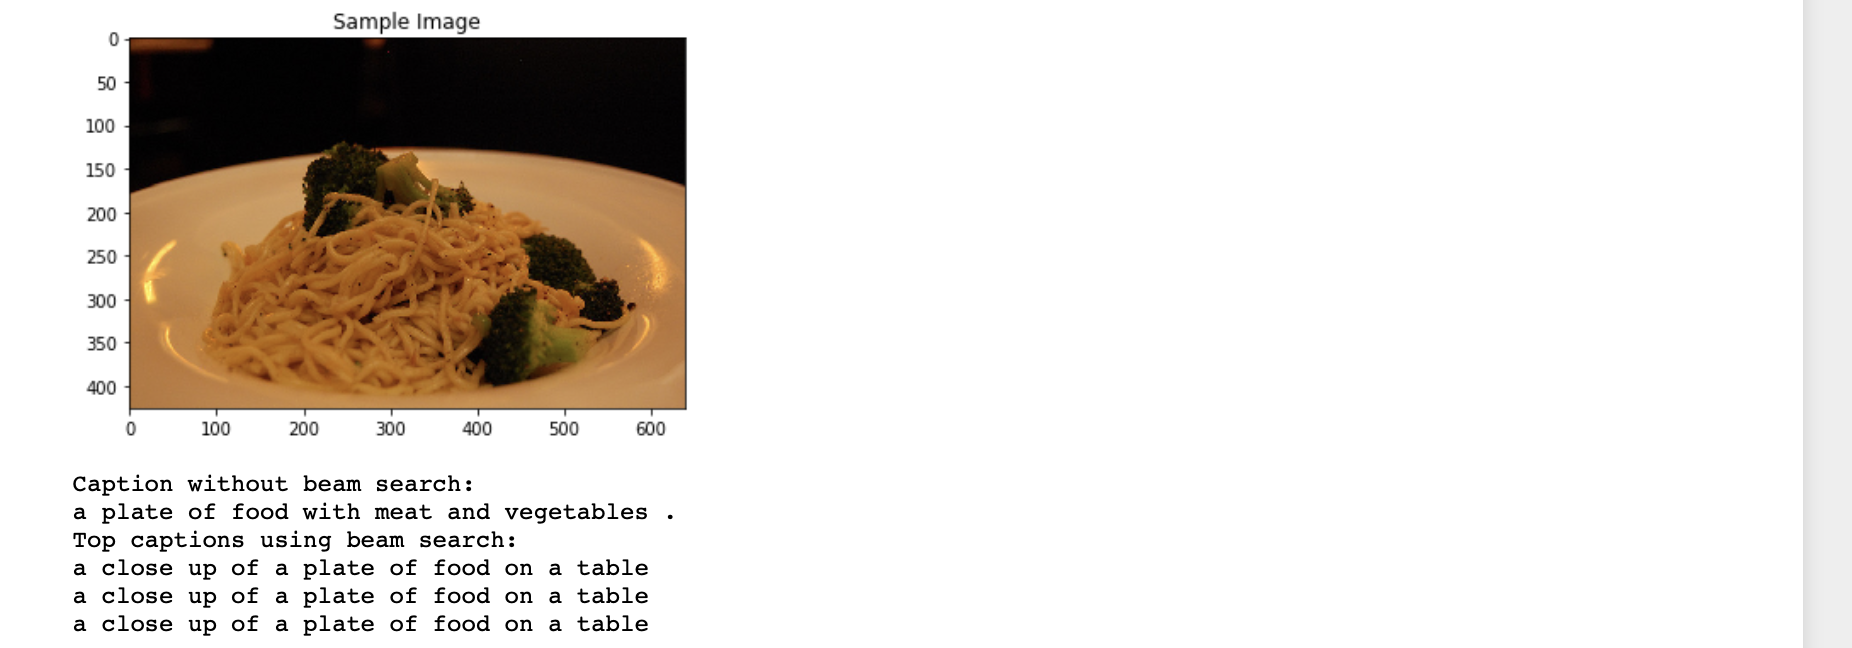 Sample Image
0
50
100
150
200
250
300
350
400
0 100 200 300 400 500 600
Caption without beam search:
a plate of food with meat and vegetables .
Top captions using beam search:
a close up of a plate of food on a table
a close up of a plate of food on a table
a close up of a plate of food on a table